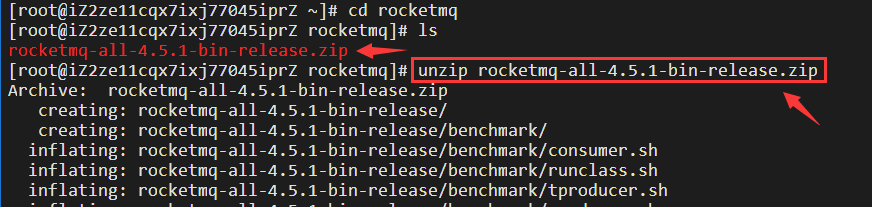 [root@iZ2ze11cqx7ixj77045iprZ ~]# cd rocketmq
[root@iZ2ze11cqx7ixj77045iprZ rocketmq]# ls
rocketmq-all-4.5.1-bin-release.zip
[root@iZ2ze11cqx7ixj77045iprZ rocketmq]# unzip rocketmq-all-4.5.1-bin-release.zip
Archive:  rocketmq-all-4.5.1-bin-release.zip
   creating: rocketmq-all-4.5.1-bin-release/
   creating: rocketmq-all-4.5.1-bin-release/benchmark/
  inflating: rocketmq-all-4.5.1-bin-release/benchmark/consumer.sh
  inflating: rocketmq-all-4.5.1-bin-release/benchmark/runclass.sh
  inflating: rocketmq-all-4.5.1-bin-release/benchmark/tproducer.sh